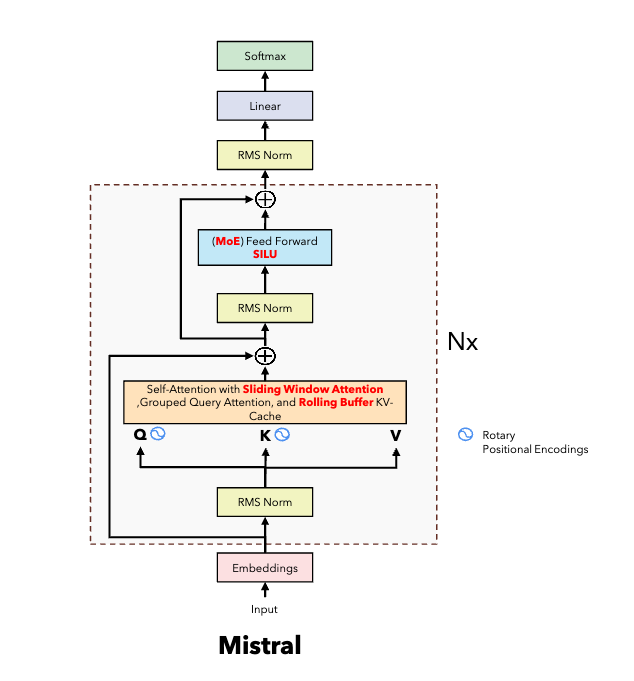 Softmax
Linear
RMS Norm
(MoE) Feed Forward
SILU
RMS Norm
Nx
Self-Attention with Sliding Window Attention
,Grouped Query Attention, and Rolling Buffer KV-
Cache
Q K V
Rotary
Positional Encodings
RMS Norm
Embeddings
Input
Mistral